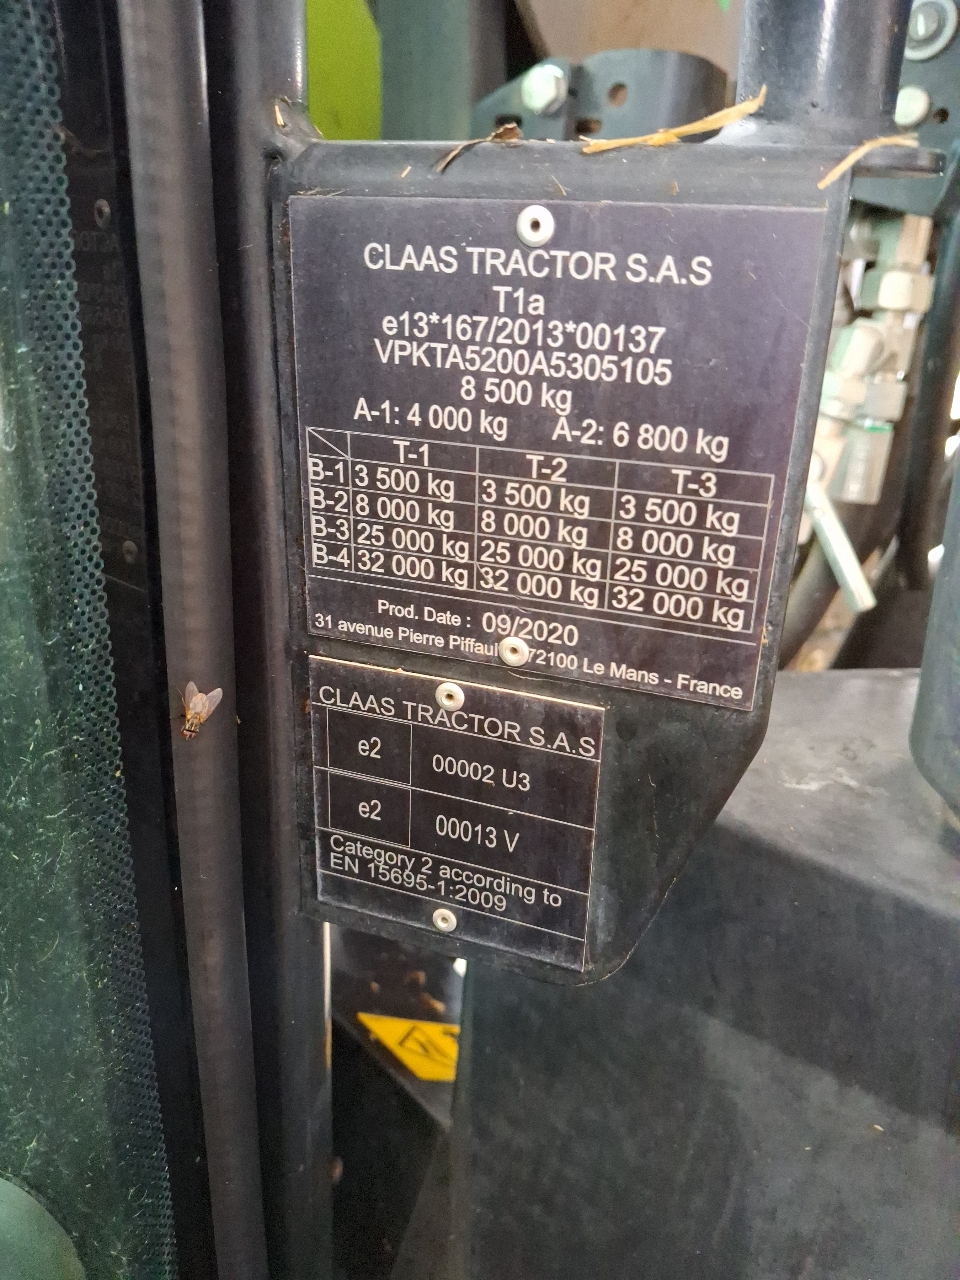 CLAAS TRACTOR S.A.S
T1a
e13*167/2013*00137
VPKTA5200A5305105
8 500 kg
A-1: 4 000 kg A-2: 6 800 kg
T-1 T-2 T-3
B-1 3 500 kg 3 500 kg 3 500 kg
B-2 8 000 kg 8 000 kg 8 000 kg
B-3 25 000 kg 25 000 kg 25 000 kg
B-4 32 000 kg 32 000 kg 32 000 kg
Prod. Date : 09/2020
31 avenue Pierre 72100 Le Mans - France
CLAAS TRACTOR S.A.S
e2 00002 U3
e2 00013 V
Category 2 according to
EN 15695-1:2009